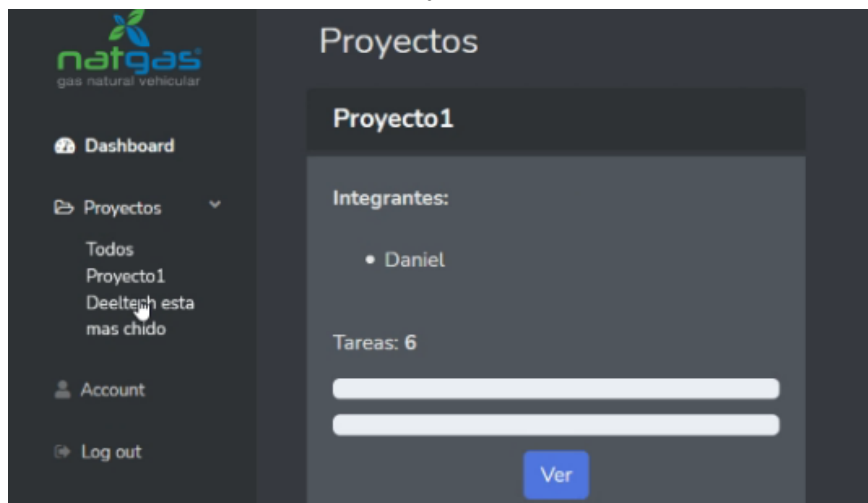 natgas
gas natural vehicular
Dashboard
Proyectos
Todos
Proyecto1
Deeltech esta
mas chido
Account
Log out
Proyectos
Proyecto1
Integrantes:
• Daniel
Tareas: 6
Ver